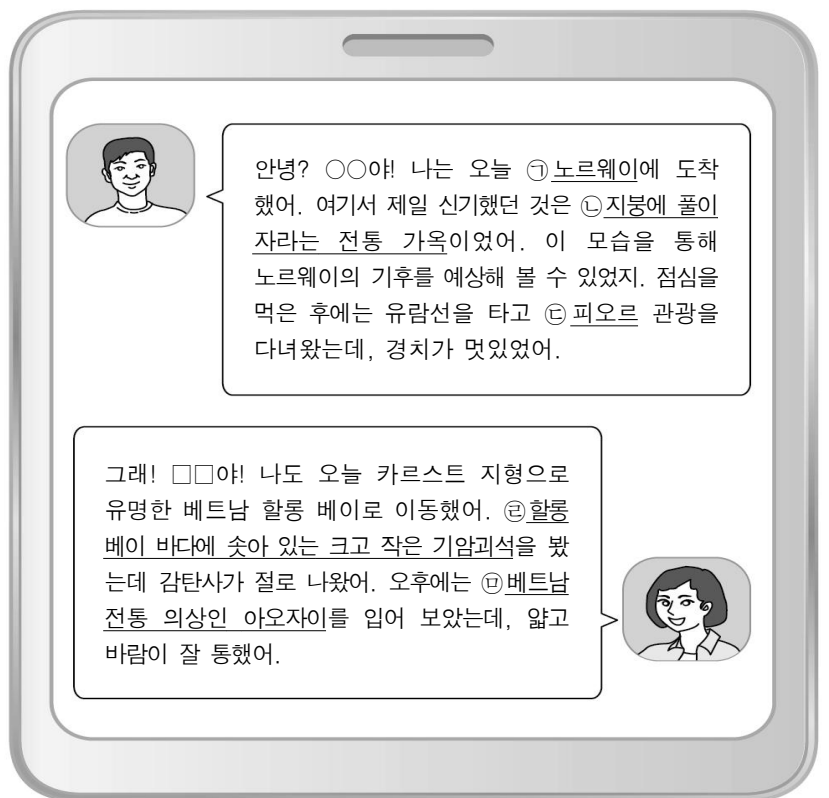 안녕? ○○야! 나는 오늘 ㉠노르웨이에 도착
했어. 여기서 제일 신기했던 것은 ㉡지붕에 풀이
자라는 전통 가옥이었어. 이 모습을 통해
노르웨이의 기후를 예상해 볼 수 있었지. 점심을
먹은 후에는 유람선을 타고 ㉢피오르 관광을
다녀왔는데, 경치가 멋있었어.
그래! □□야! 나도 오늘 카르스트 지형으로
유명한 베트남 할롱 베이로 이동했어. ㉣할롱
베이 바다에 솟아 있는 크고 작은 기암괴석을 봤
는데 감탄사가 절로 나왔어. 오후에는 ㉤베트남
전통 의상인 아오자이를 입어 보았는데, 얇고
바람이 잘 통했어.